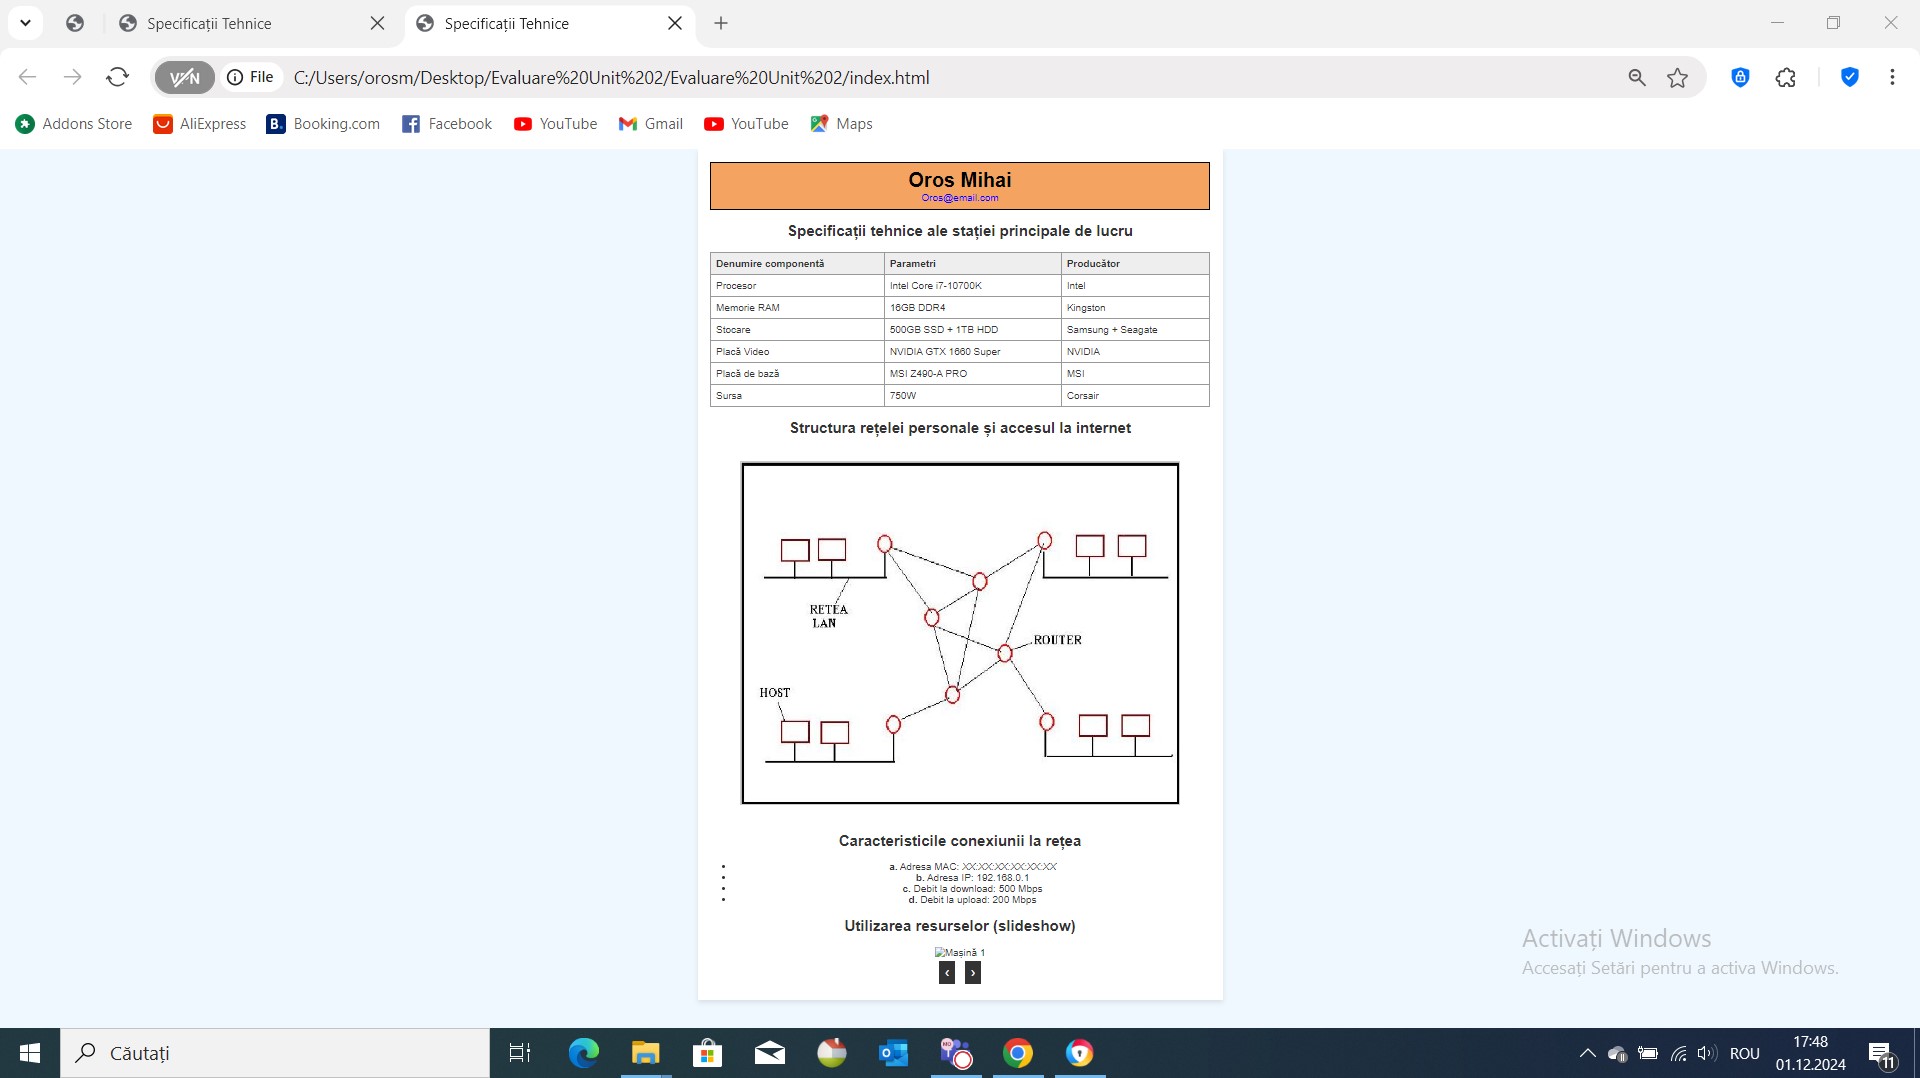 Specificații Tehnice
Specificații Tehnice
VPN
File
C:/Users/orosm/Desktop/Evaluare%20Unit%202/Evaluare%20Unit%202/index.html
Addons Store
AliExpress
B.
Booking.com
Facebook
YouTube
Gmail
YouTube
Maps
Oros Mihai
Oros@email.com
Specificații tehnice ale stației principale de lucru
Denumire componentă Parametri Producător
Procesor Intel Core i7-10700K Intel
Memorie RAM 16GB DDR4 Kingston
Stocare 500GB SSD + 1TB HDD Samsung + Seagate
Placă Video NVIDIA GTX 1660 Super NVIDIA
Placă de bază MSI Z490-A PRO MSI
Sursa 750W Corsair
Structura rețelei personale și accesul la internet
RETEA
LAN
ROUTER
HOST
Caracteristicile conexiunii la rețea
a. Adresa MAC: XX:XX:XX:XX:XX:XX
b. Adresa IP: 192.168.0.1
c. Debit la download: 500 Mbps
d. Debit la upload: 200 Mbps
Utilizarea resurselor (slideshow)
Mașină 1
‹ ›
Activați Windows
Accesați Setări pentru a activa Windows.
Căutați
ROU
17:48
01.12.2024
11